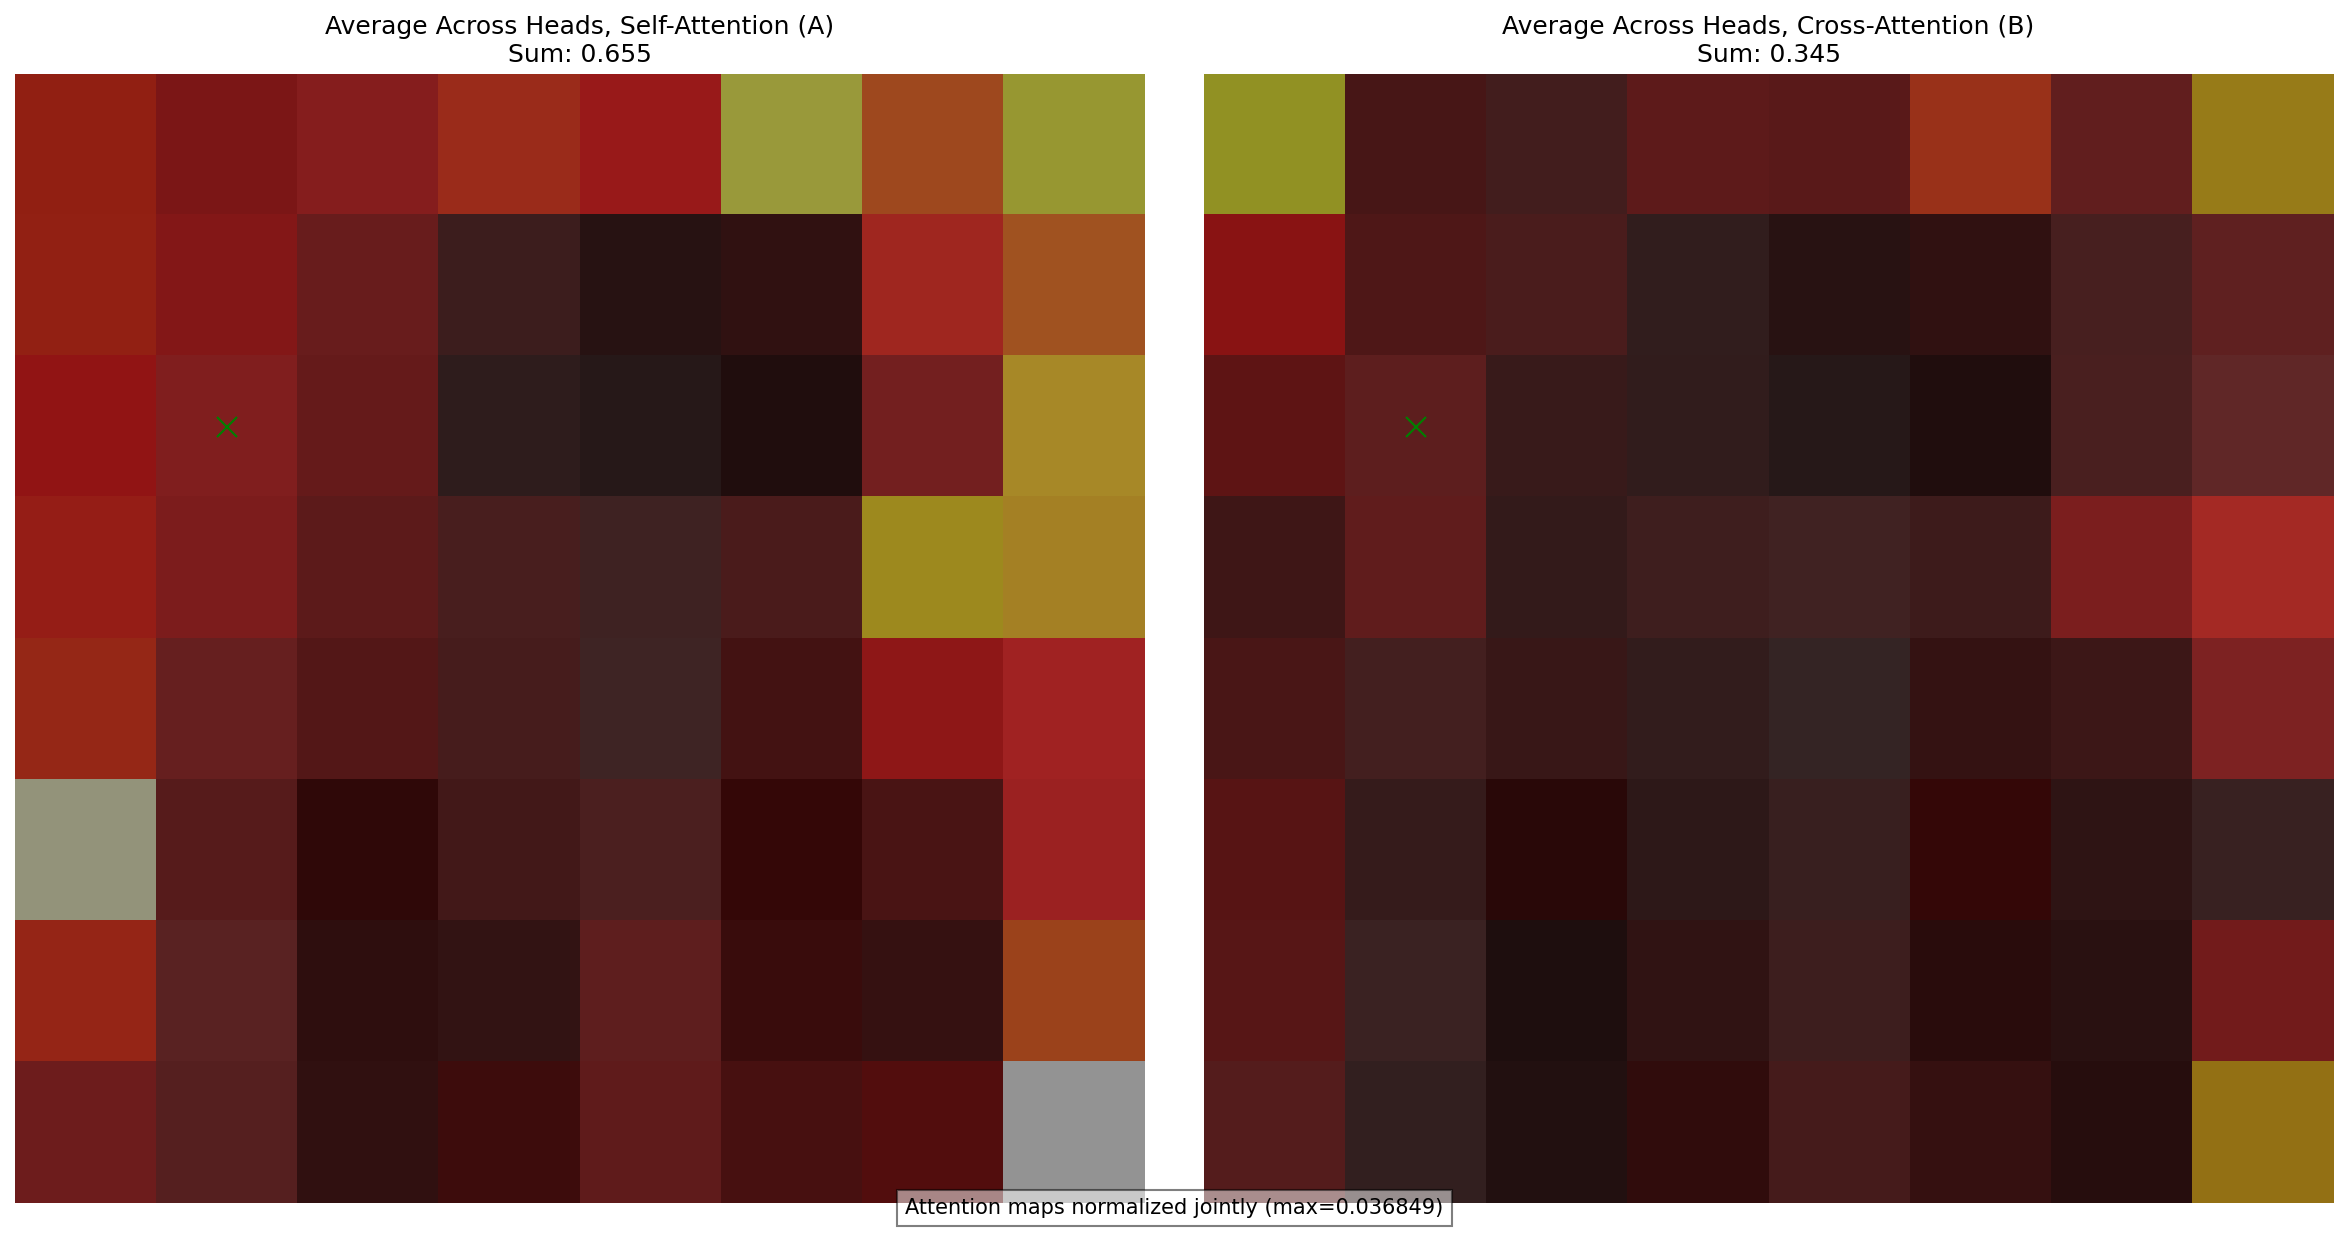 Average Across Heads, Self-Attention (A)
Sum: 0.655
Average Across Heads, Cross-Attention (B)
Sum: 0.345
Attention maps normalized jointly (max=0.036849)